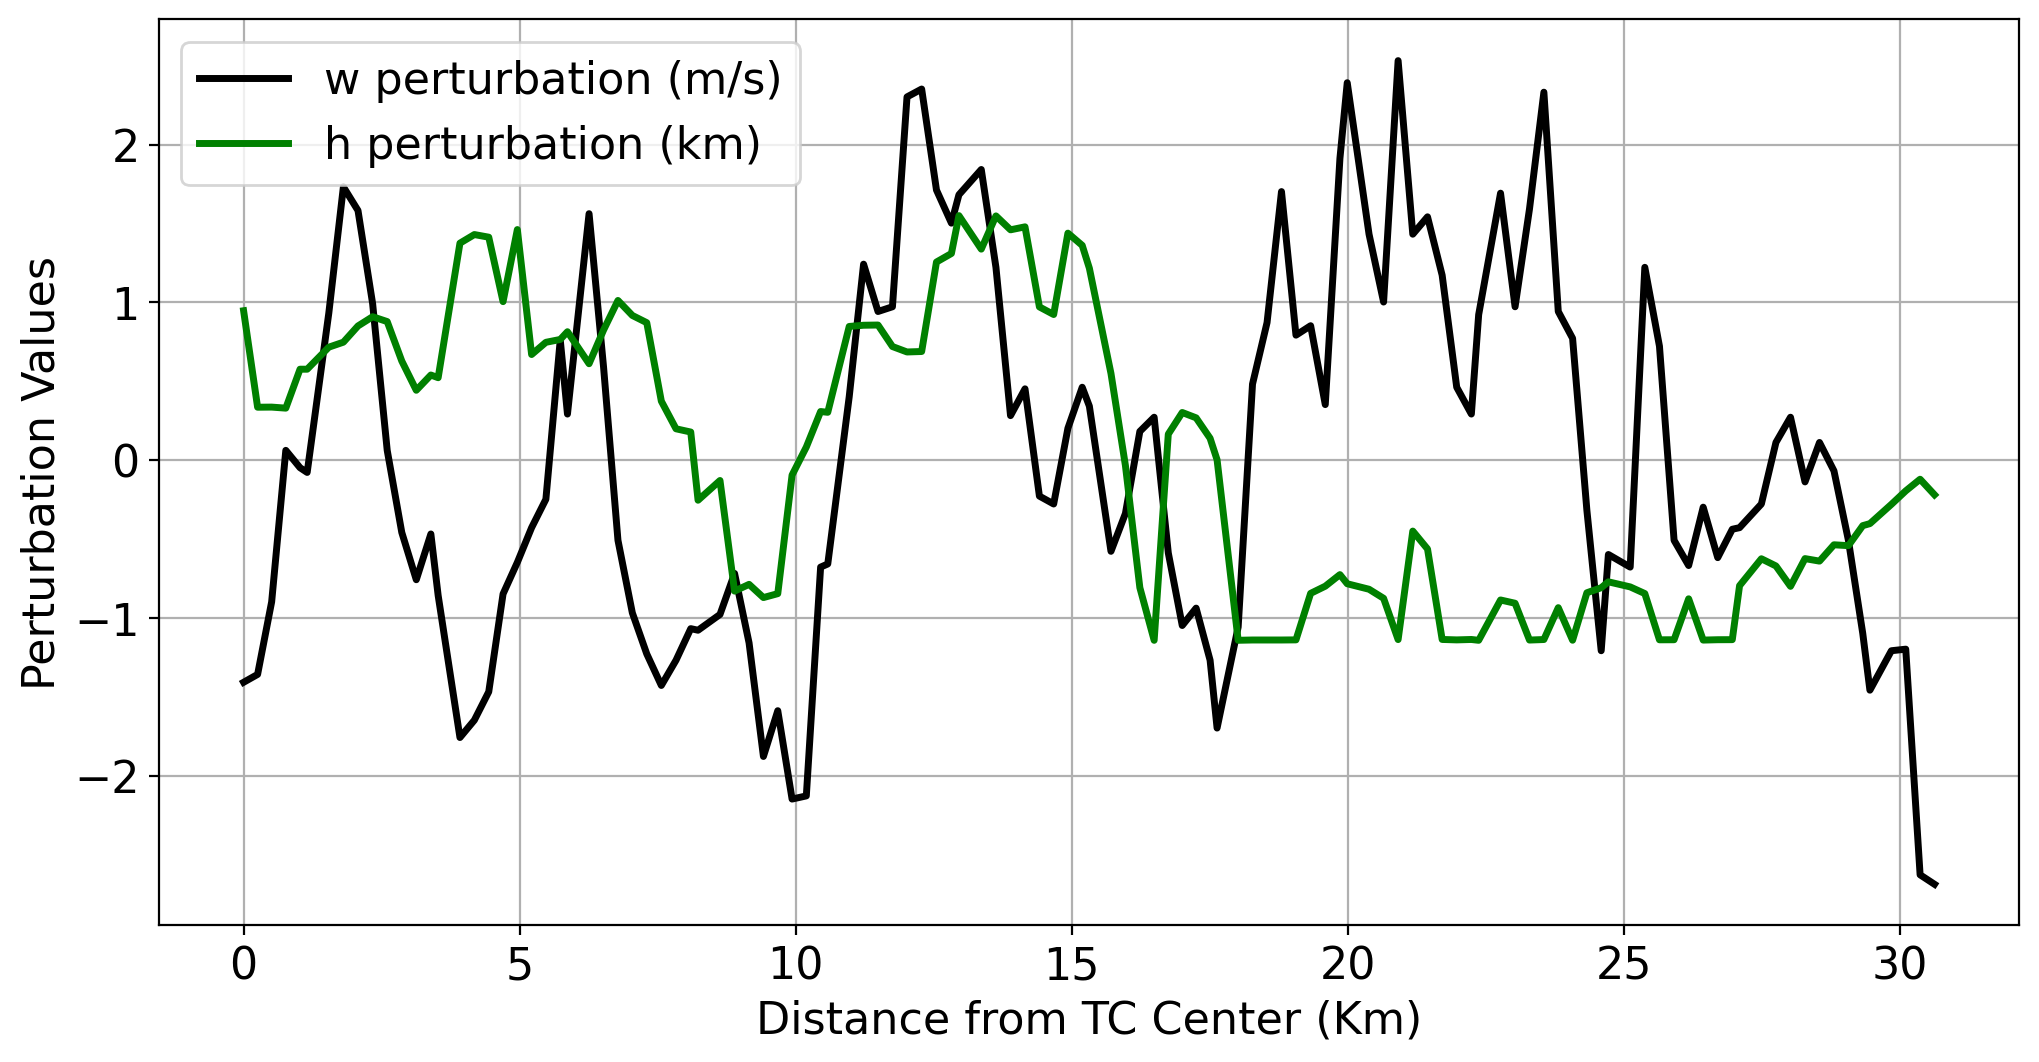 w perturbation (m/s)
h perturbation (km)
Perturbation Values
2
1
0
−1
−2
0 5 10 15 20 25 30
Distance from TC Center (Km)